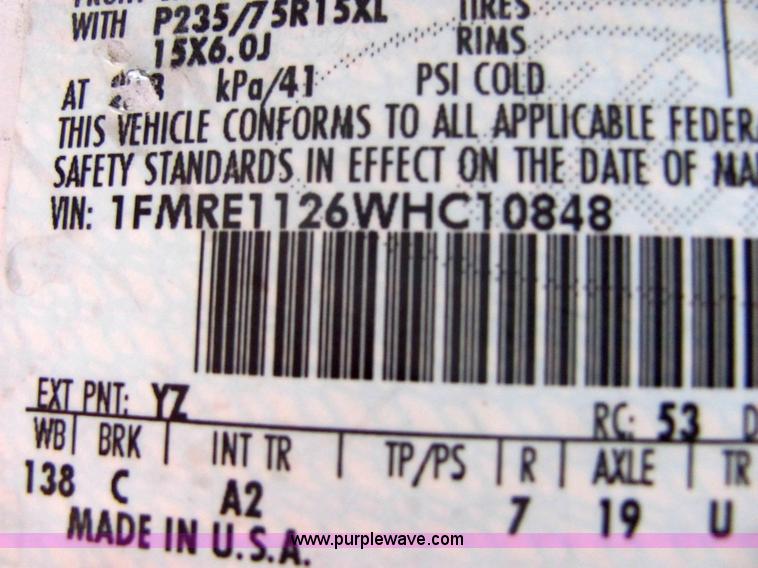 WITH P235/75R15XL TIRES
15X6.0J RIMS
AT kPa/41 PSI COLD
THIS VEHICLE CONFORMS TO ALL APPLICABLE FEDER
SAFETY STANDARDS IN EFFECT ON THE DATE OF MA
VIN: 1FMRE1126WHC10848
EXT PNT: YZ RC: 53 D
WB BRK INT TR TP/PS R AXLE TR
138 C A2 7 19 U
MADE IN U.S.A.
www.purplewave.com